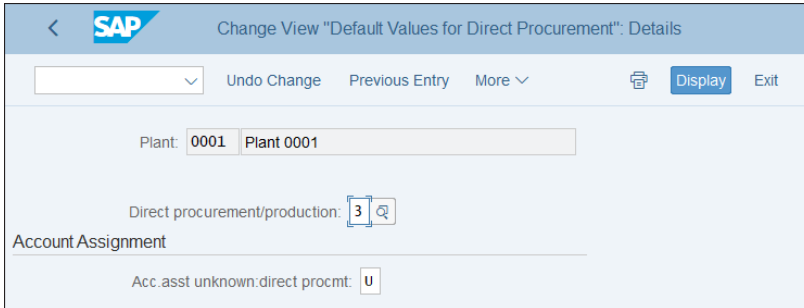 SAP Change View "Default Values for Direct Procurement": Details
Undo Change Previous Entry More Display Exit
Plant: 0001 Plant 0001
Direct procurement/production: 3
Account Assignment
Acc.asst unknown:direct procmt: U